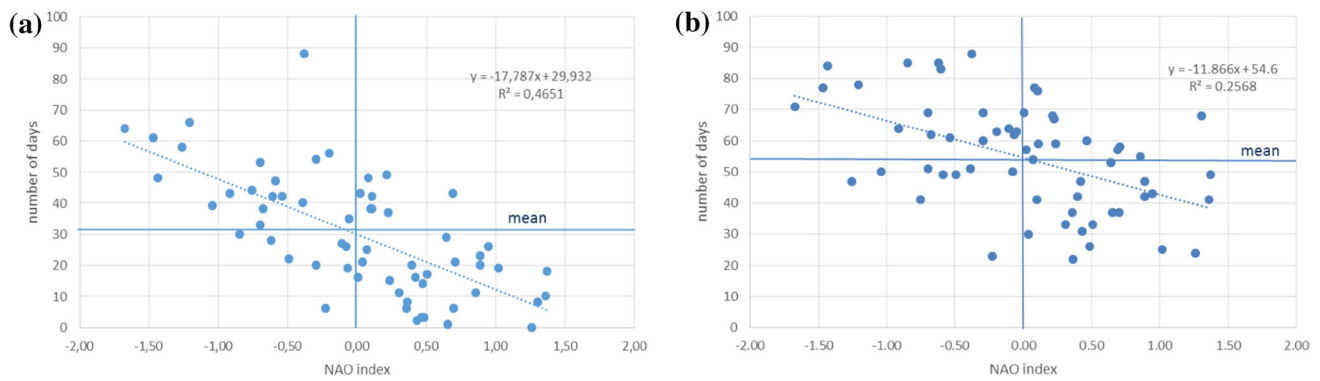 (a)
number of days
100
90
80
70
60
50
40
30
20
10
0
y = -17,787x + 29,932
R² = 0,4651
mean
-2,00 -1,50 -1,00 -0,50 0,00 0,50 1,00 1,50 2,00
NAO index
(b)
number of days
100
90
80
70
60
50
40
30
20
10
0
y = -11.866x + 54.6
R² = 0.2568
mean
-2.00 -1.50 -1.00 -0.50 0.00 0.50 1.00 1.50 2.00
NAO index